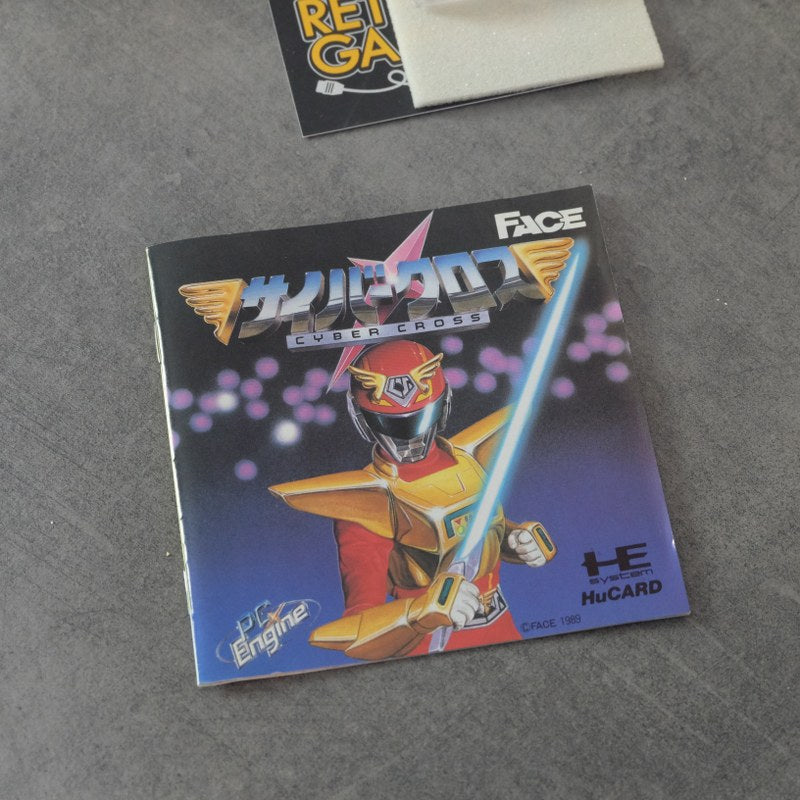 RET
GA
FACE
サイバークロス
CYBER CROSS
HE
system
HuCARD
PC
Engine
©FACE 1989